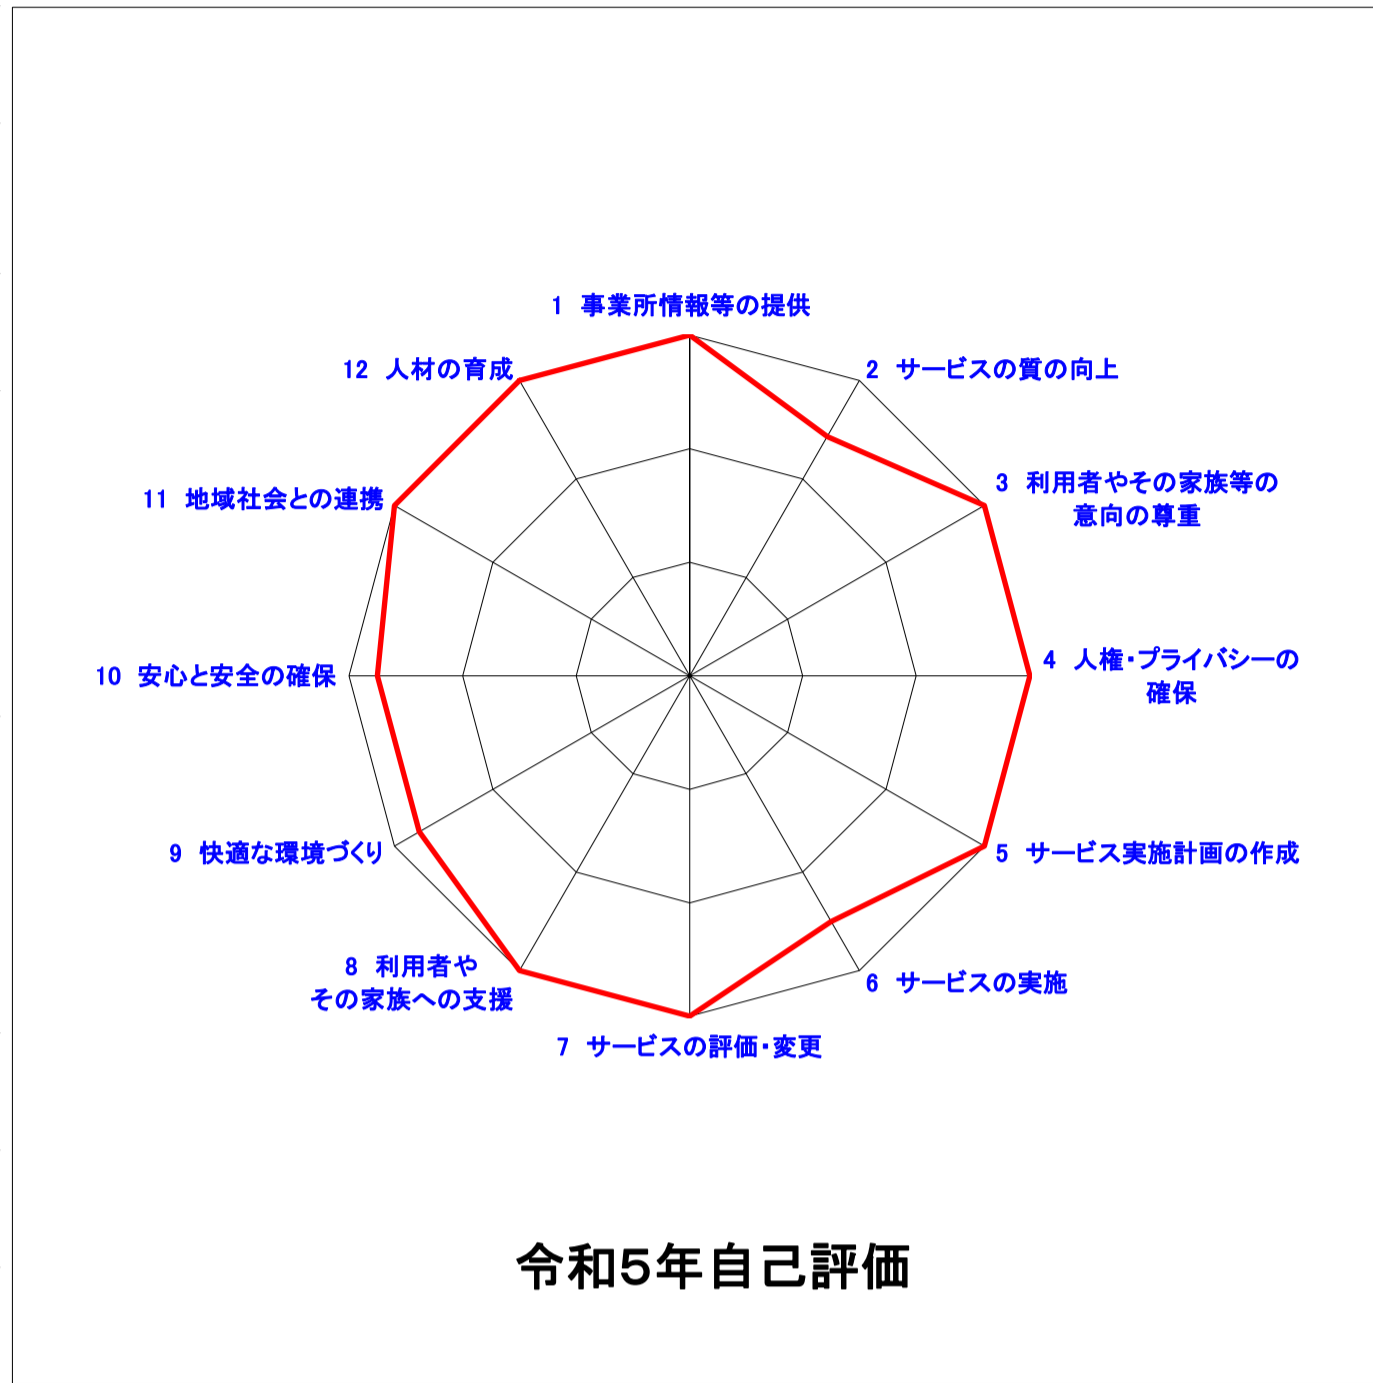 1 事業所情報等の提供
2 サービスの質の向上
3 利用者やその家族等の
意向の尊重
4 人権・プライバシーの
確保
5 サービス実施計画の作成
6 サービスの実施
7 サービスの評価・変更
8 利用者や
その家族への支援
9 快適な環境づくり
10 安心と安全の確保
11 地域社会との連携
12 人材の育成
令和5年自己評価